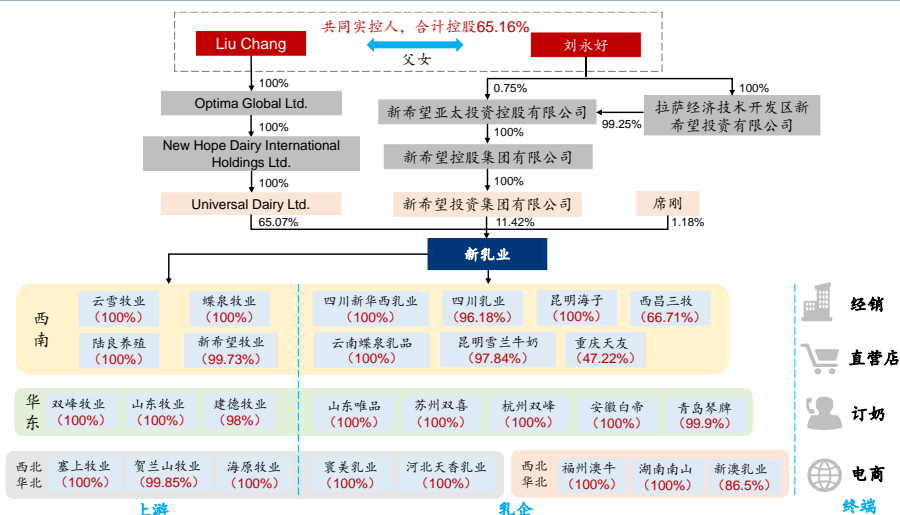 共同实控人，合计控股65.16%
Liu Chang
刘永好
父女
100%
0.75%
100%
Optima Global Ltd.
新希望亚太投资控股有限公司
99.25%
拉萨经济技术开发区新
希望投资有限公司
100%
100%
New Hope Dairy International
Holdings Ltd.
新希望控股集团有限公司
100%
100%
Universal Dairy Ltd.
新希望投资集团有限公司
席刚
65.07%
11.42%
1.18%
新乳业
西
南
云雪牧业
（100%）
蝶泉牧业
（100%）
四川新华西乳业
（100%）
四川乳业
（96.18%）
昆明海子
（100%）
西昌三牧
（66.71%）
陆良养殖
（100%）
新希望牧业
（99.73%）
云南蝶泉乳品
（100%）
昆明雪兰牛奶
（97.84%）
重庆天友
（47.22%）
华
东
双峰牧业
（100%）
山东牧业
（100%）
建德牧业
（98%）
山东唯品
（100%）
苏州双喜
（100%）
杭州双峰
（100%）
安徽白帝
（100%）
青岛琴牌
（99.9%）
西北
华北
塞上牧业
（100%）
贺兰山牧业
（99.85%）
海原牧业
（100%）
寰美乳业
（100%）
河北天香乳业
（100%）
西北
华北
福州澳牛
（100%）
湖南南山
（100%）
新澳乳业
（86.5%）
经销
直营店
订奶
电商
上游
乳企
终端